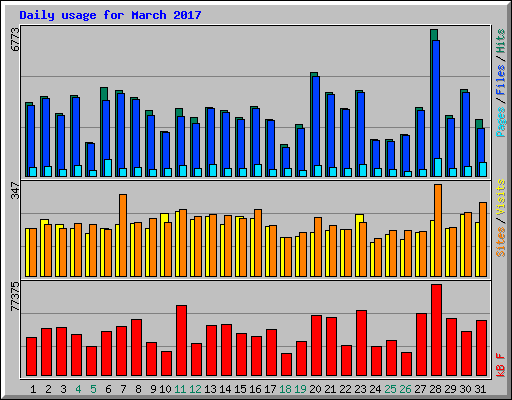 Daily usage for March 2017
6773
Pages / Files / Hits
347
Sites / Visits
77375
kB F
1 2 3 4 5 6 7 8 9 10 11 12 13 14 15 16 17 18 19 20 21 22 23 24 25 26 27 28 29 30 31